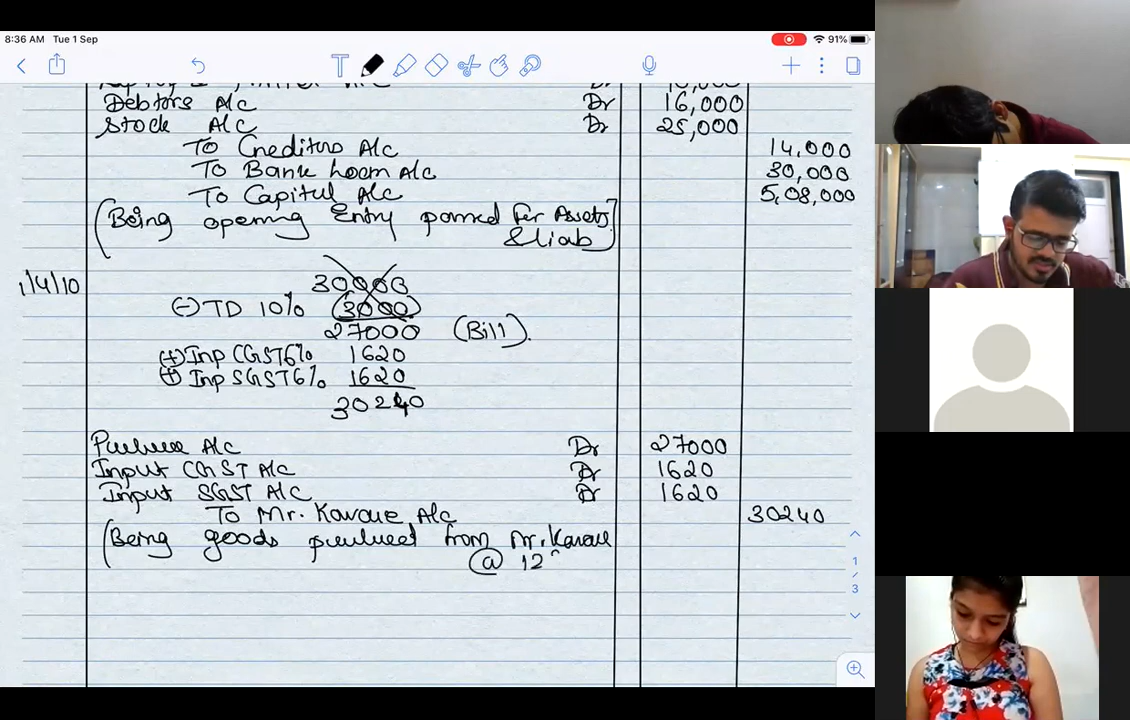 8:36 AM Tue 1 Sep
91%
T
Debtors A/c Dr 16,000
Stock A/c Dr 25,000
To Creditors A/c 14,000
To Bank Loan A/c 30,000
To Capital A/c 5,08,000
(Being opening Entry passed for Assets
& liab)
1/4/10 30000
(-) TD 10% (3000)
27000 (Bill).
(+) Inp CGST 6% 1620
(+) Inp SGST 6% 1620
30240
Purchase A/c Dr 27000
Input CGST A/c Dr 1620
Input SGST A/c Dr 1620
To Mr. A/c 30240
(Being goods purchased from Mr.
@ 12
1
/
3